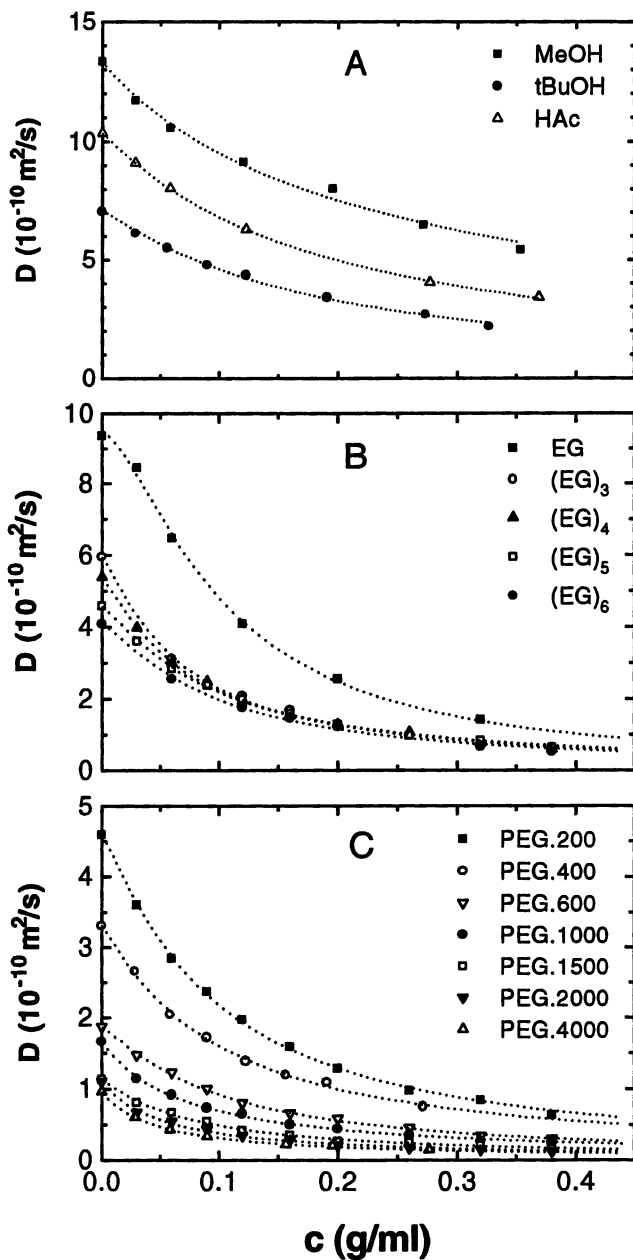 15
10
5
0
D (10⁻¹⁰ m²/s)
A
MeOH
tBuOH
HAc
10
8
6
4
2
0
D (10⁻¹⁰ m²/s)
B
EG
(EG)₃
(EG)₄
(EG)₅
(EG)₆
5
4
3
2
1
0
D (10⁻¹⁰ m²/s)
C
PEG.200
PEG.400
PEG.600
PEG.1000
PEG.1500
PEG.2000
PEG.4000
0.0 0.1 0.2 0.3 0.4
c (g/ml)